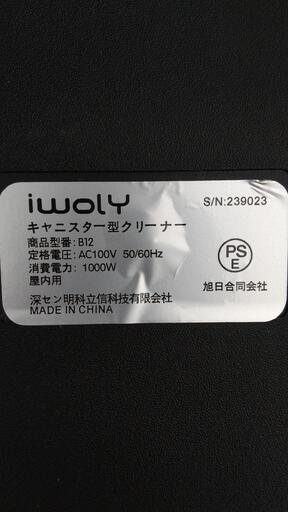 iwoly
S/N:239023
キャニスター型クリーナー
商品型番: B12
定格電圧: AC100V 50/60Hz
消費電力: 1000W
屋内用
PS
E
旭日合同会社
深セン明科立信科技有限会社
MADE IN CHINA